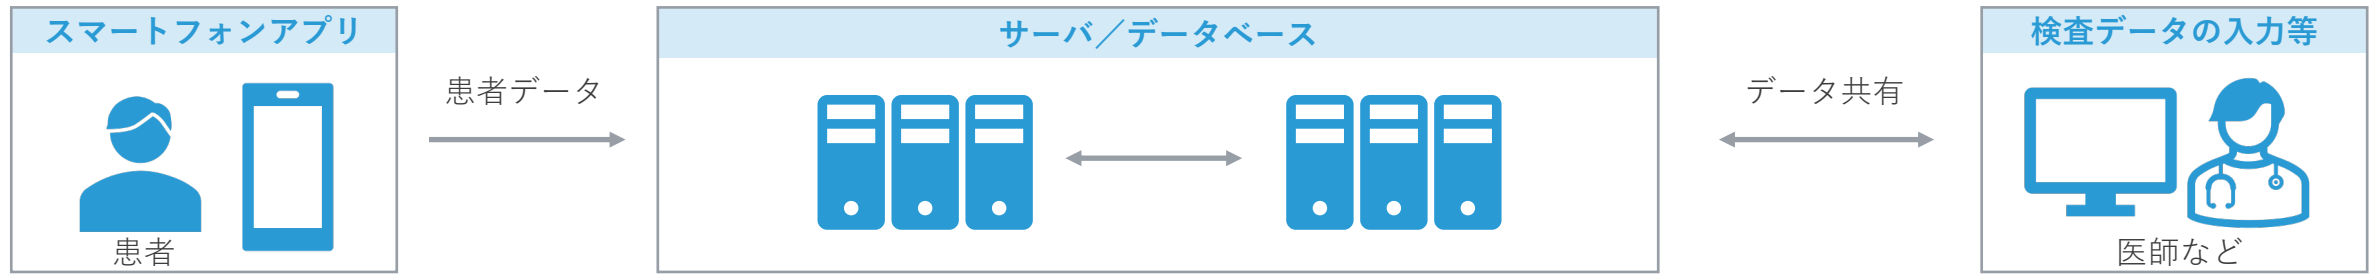 スマートフォンアプリ
患者
患者データ
サーバ／データベース
データ共有
検査データの入力等
医師など